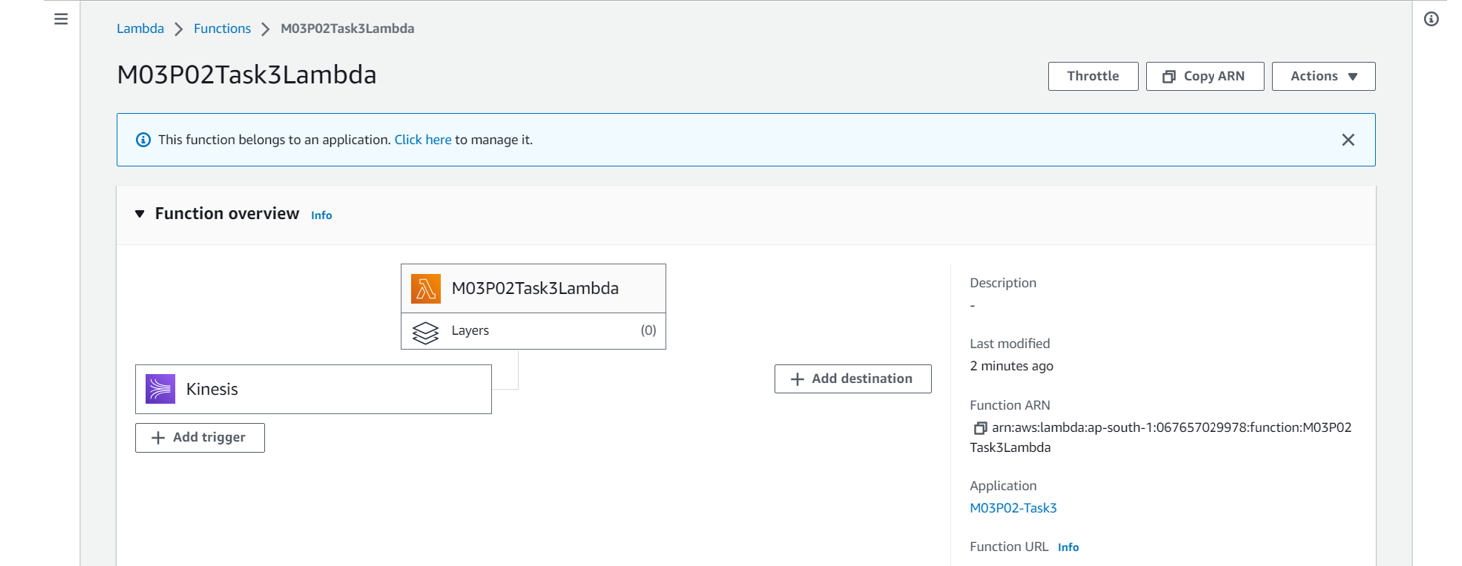 Lambda > Functions > M03P02Task3Lambda
M03P02Task3Lambda
Throttle
Copy ARN
Actions
This function belongs to an application. Click here to manage it.
Function overview Info
M03P02Task3Lambda
Layers (0)
Kinesis
Add trigger
Add destination
Description
-
Last modified
2 minutes ago
Function ARN
arn:aws:lambda:ap-south-1:067657029978:function:M03P02
Task3Lambda
Application
M03P02-Task3
Function URL Info